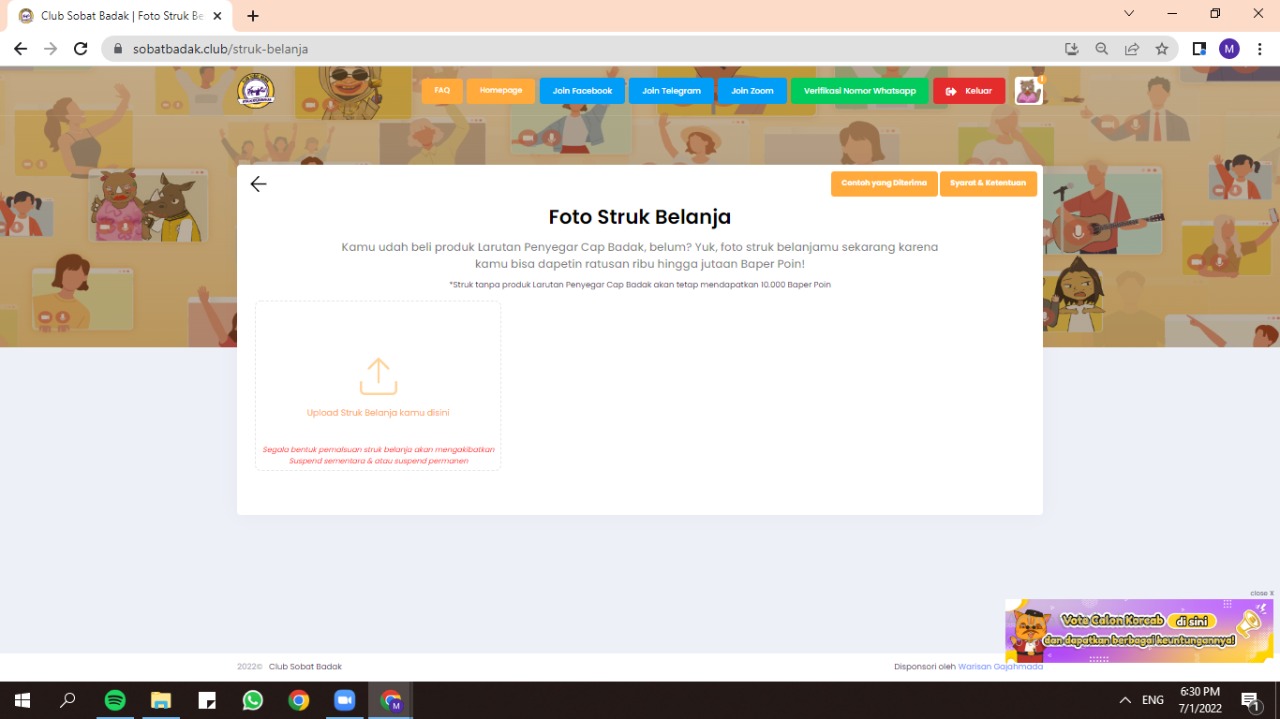 Club Sobat Badak | Foto Struk Be
sobatbadak.club/struk-belanja
M
FAQ
Homepage
Join Facebook
Join Telegram
Join Zoom
Verifikasi Nomor Whatsapp
Keluar
Contoh yang Diterima
Syarat & Ketentuan
Foto Struk Belanja
Kamu udah beli produk Larutan Penyegar Cap Badak, belum? Yuk, foto struk belanjamu sekarang karena
kamu bisa dapetin ratusan ribu hingga jutaan Baper Poin!
*Struk tanpa produk Larutan Penyegar Cap Badak akan tetap mendapatkan 10.000 Baper Poin
Upload Struk Belanja kamu disini
Segala bentuk pemalsuan struk belanja akan mengakibatkan
Suspend sementara & atau suspend permanen
close X
Vote Calon Korcab di sini
dan dapatkan berbagai keuntungannya!
2022© Club Sobat Badak
Disponsori oleh Warisan Gajahmada
M
ENG
6:30 PM
7/1/2022
1